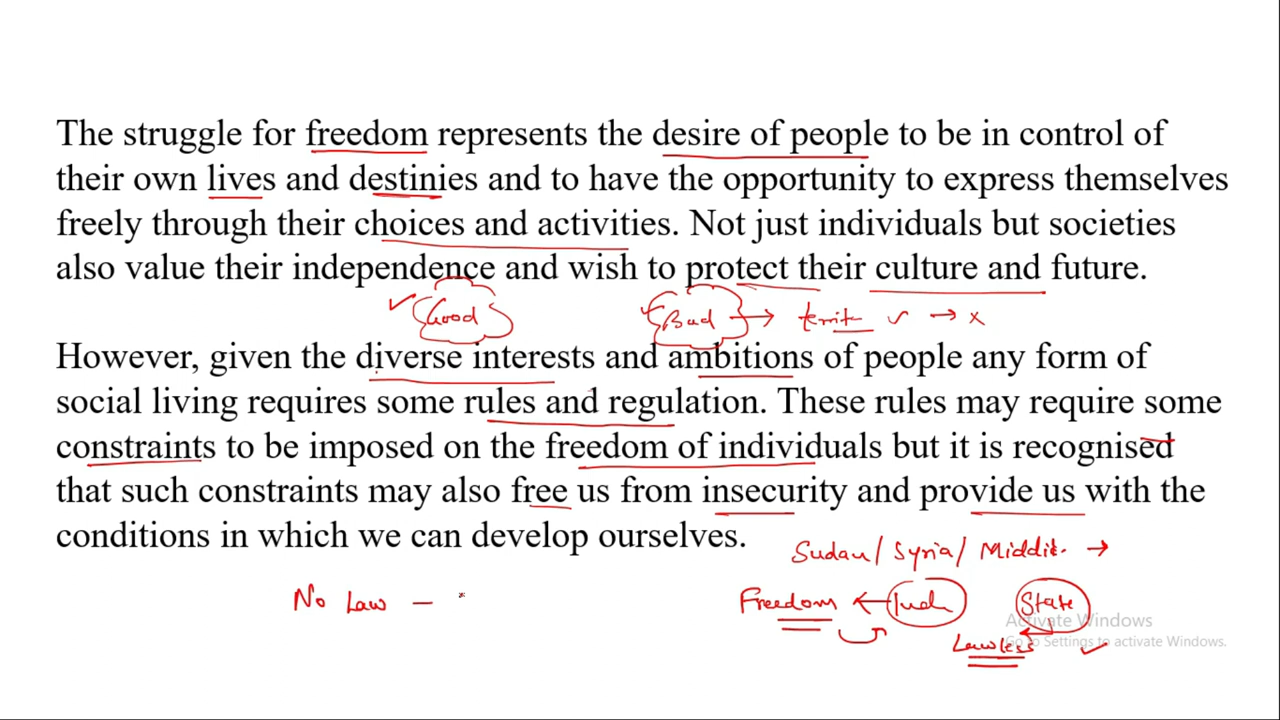 The struggle for freedom represents the desire of people to be in control of
their own lives and destinies and to have the opportunity to express themselves
freely through their choices and activities. Not just individuals but societies
also value their independence and wish to protect their culture and future.
Good Bad →
However, given the diverse interests and ambitions of people any form of
social living requires some rules and regulation. These rules may require some
constraints to be imposed on the freedom of individuals but it is recognised
that such constraints may also free us from insecurity and provide us with the
conditions in which we can develop ourselves.
Sudan/ Syria/ →
No Law – Freedom ← State
Activate Windows
Lawless
Go to Settings to activate Windows.